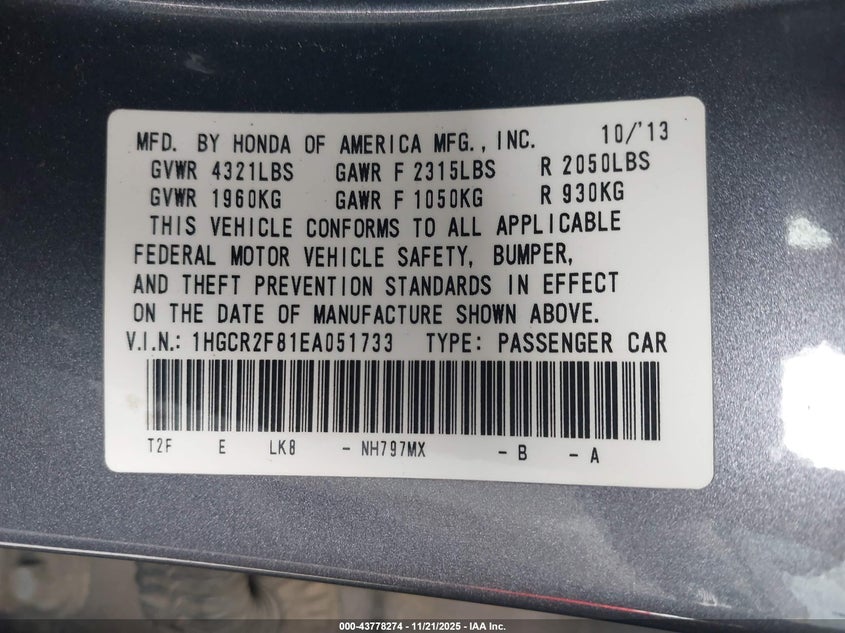 MFD. BY HONDA OF AMERICA MFG., INC. 10/'13
GVWR 4321LBS GAWR F 2315LBS R 2050LBS
GVWR 1960KG GAWR F 1050KG R 930KG
THIS VEHICLE CONFORMS TO ALL APPLICABLE
FEDERAL MOTOR VEHICLE SAFETY, BUMPER,
AND THEFT PREVENTION STANDARDS IN EFFECT
ON THE DATE OF MANUFACTURE SHOWN ABOVE.
V.I.N.: 1HGCR2F81EA051733 TYPE: PASSENGER CAR
T2F E LK8 - NH797MX - B - A
000-43778274 - 11/21/2025 - IAA Inc.